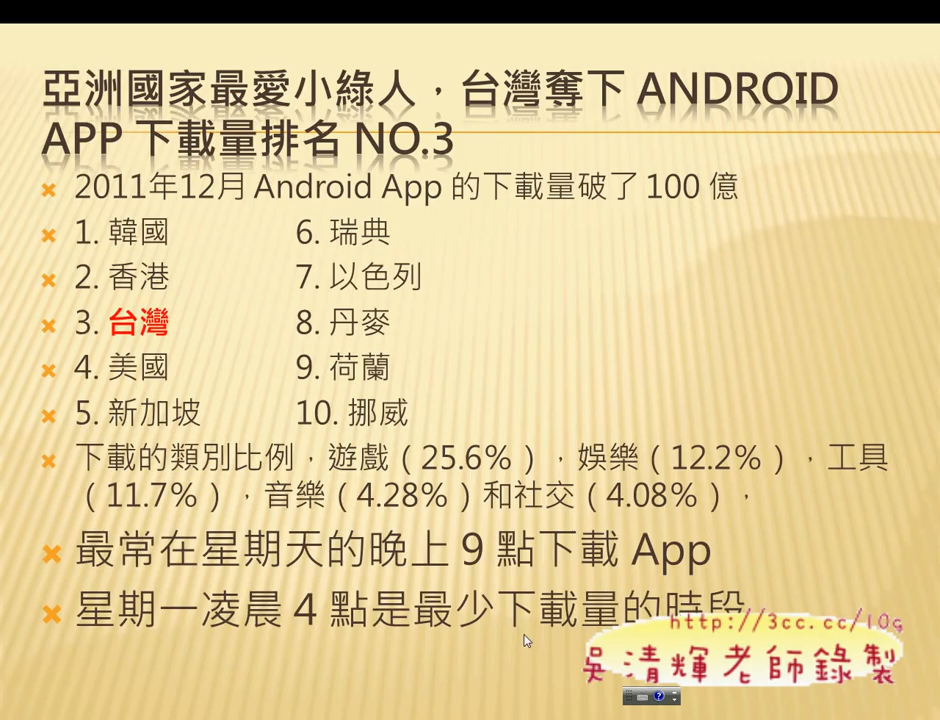 亞洲國家最愛小綠人，台灣奪下 ANDROID
APP 下載量排名 NO.3
2011年12月 Android App 的下載量破了 100 億
1. 韓國 6. 瑞典
2. 香港 7. 以色列
3. 台灣 8. 丹麥
4. 美國 9. 荷蘭
5. 新加坡 10. 挪威
下載的類別比例，遊戲（25.6%），娛樂（12.2%），工具
（11.7%），音樂（4.28%）和社交（4.08%），
最常在星期天的晚上 9 點下載 App
星期一凌晨 4 點是最少下載量的時段
http://3cc.cc/10g
吳清輝老師錄製